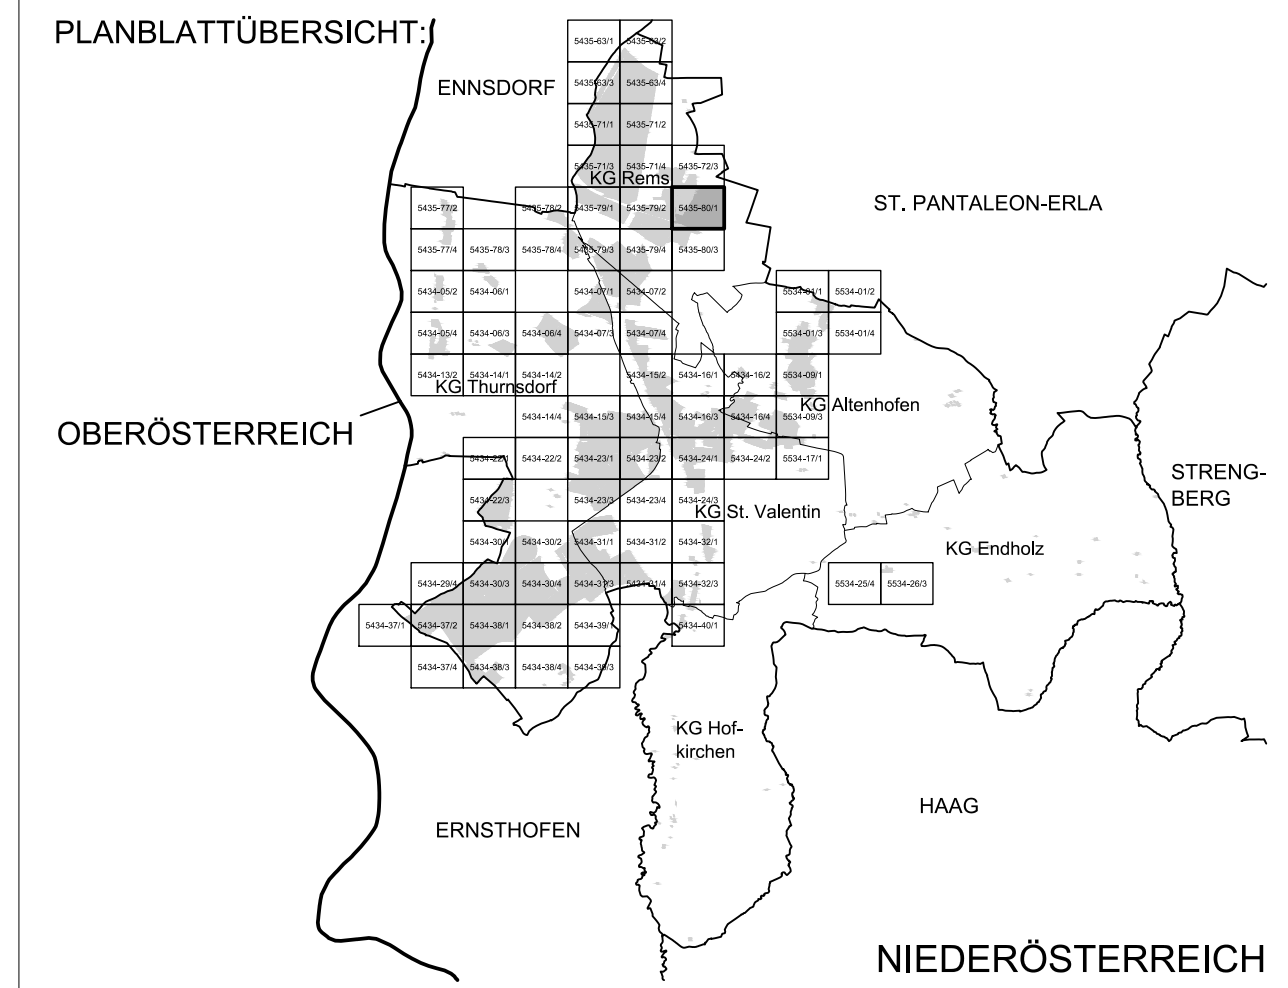 PLANBLATTÜBERSICHT:
5435-63/1 5435-63/2
ENNSDORF
5435-63/3 5435-63/4
5435-71/1 5435-71/2
5435-71/3 5435-71/4 5435-72/3
KG Rems
ST. PANTALEON-ERLA
5435-77/2 5435-78/2 5435-79/1 5435-79/2 5435-80/1
5435-77/4 5435-78/3 5435-78/4 5435-79/3 5435-79/4 5435-80/3
5434-05/2 5434-06/1 5434-07/1 5434-07/2 5534-01/1 5534-01/2
5434-05/4 5434-06/3 5434-06/4 5434-07/3 5434-07/4 5534-01/3 5534-01/4
5434-13/2 5434-14/1 5434-14/2 5434-15/2 5434-16/1 5434-16/2 5534-09/1
KG Thurnsdorf
KG Altenhofen
5434-14/4 5434-15/3 5434-15/4 5434-16/3 5434-16/4 5534-09/3
OBERÖSTERREICH
5434-22/1 5434-22/2 5434-23/1 5434-23/2 5434-24/1 5434-24/2 5534-17/1
STRENG-
BERG
5434-22/3 5434-23/3 5434-23/4 5434-24/3
KG St. Valentin
5434-30/1 5434-30/2 5434-31/1 5434-31/2 5434-32/1
KG Endholz
5434-29/4 5434-30/3 5434-30/4 5434-31/3 5434-31/4 5434-32/3 5534-25/4 5534-26/3
5434-37/1 5434-37/2 5434-38/1 5434-38/2 5434-39/1 5434-40/1
5434-37/4 5434-38/3 5434-38/4 5434-39/3
KG Hof-
kirchen
HAAG
ERNSTHOFEN
NIEDERÖSTERREICH